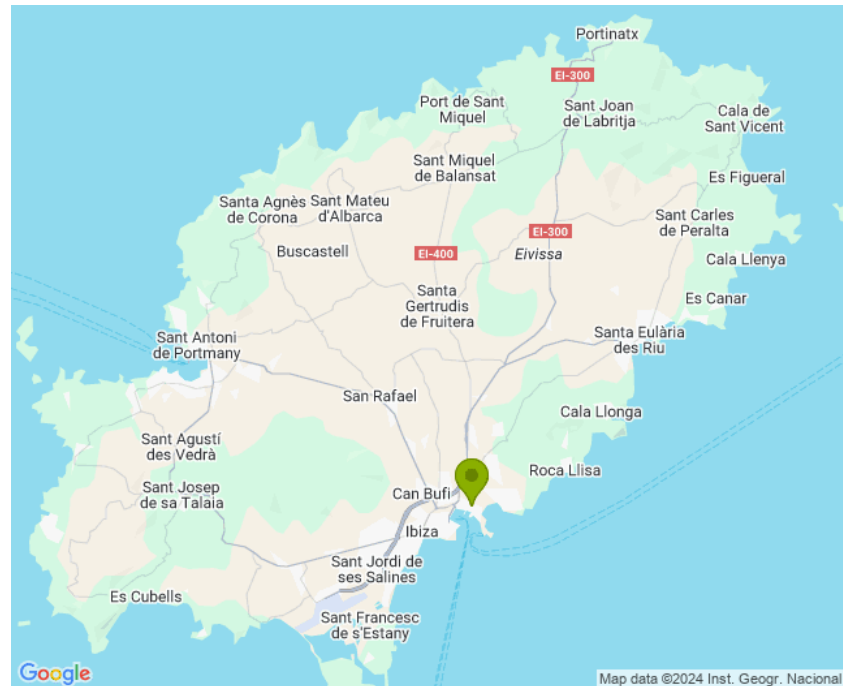 Portinatx
EI-300
Port de Sant
Miquel
Sant Joan
de Labritja
Cala de
Sant Vicent
Sant Miquel
de Balansat
Es Figueral
Santa Agnès
de Corona
Sant Mateu
d'Albarca
Sant Carles
de Peralta
EI-300
Buscastell
EI-400
Eivissa
Cala Llenya
Santa
Gertrudis
de Fruitera
Es Canar
Sant Antoni
de Portmany
Santa Eulària
des Riu
San Rafael
Cala Llonga
Sant Agustí
des Vedrà
Roca Llisa
Sant Josep
de sa Talaia
Can Bufi
Ibiza
Sant Jordi de
ses Salines
Es Cubells
Sant Francesc
de s'Estany
Google
Map data ©2024 Inst. Geogr. Nacional